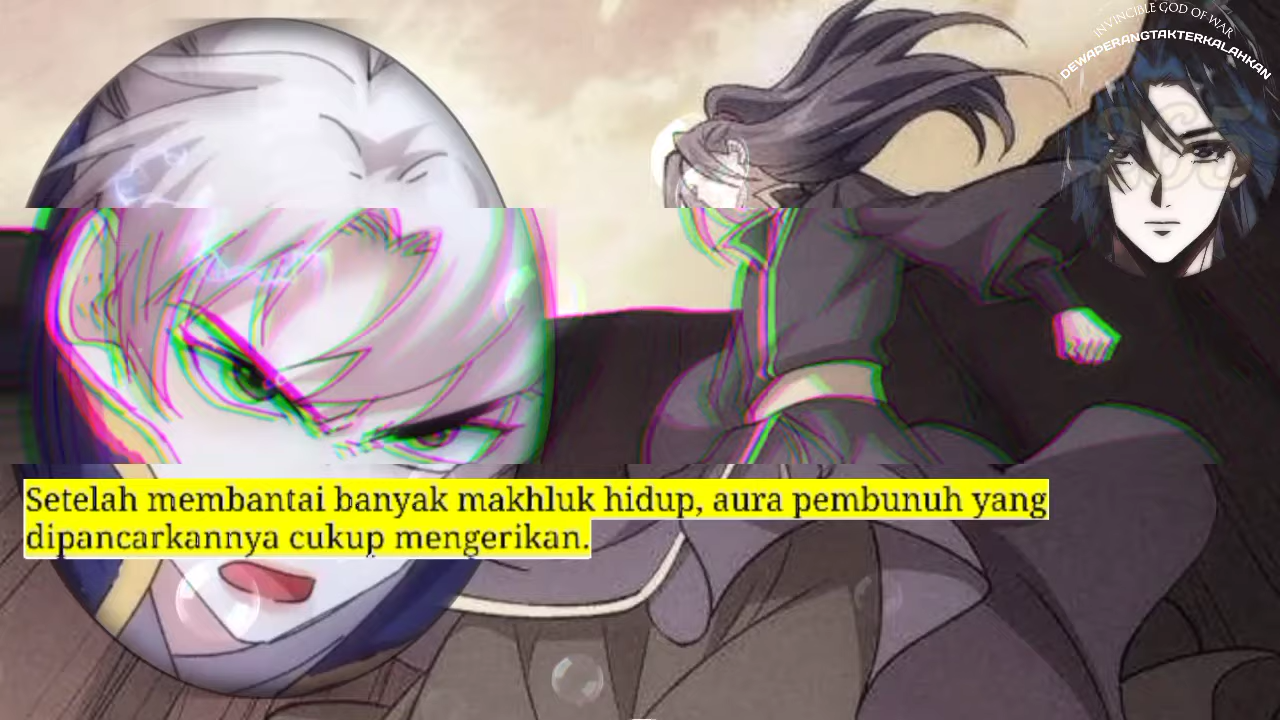 INVINCIBLE GOD OF WAR
DEWAPERANGTAKTERKALAHKAN
Setelah membantai banyak makhluk hidup, aura pembunuh yang
dipancarkannya cukup mengerikan.